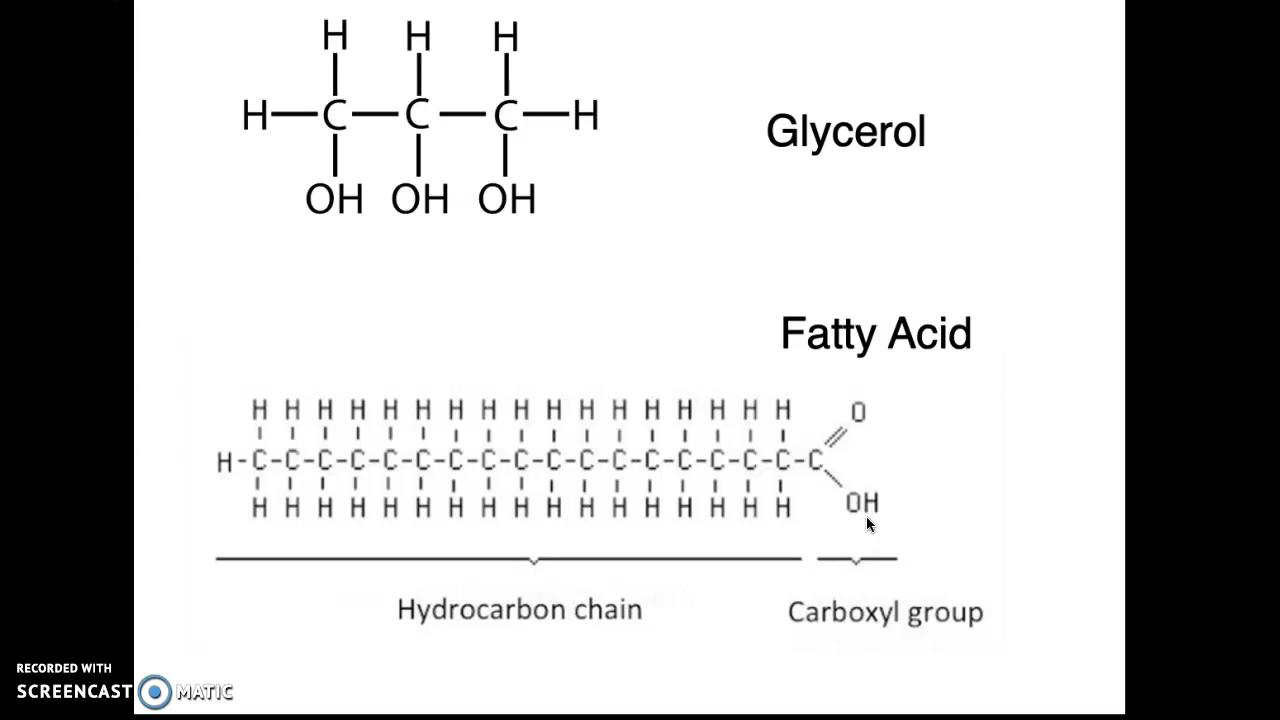 H H H
H—C—C—C—H
OH OH OH
Glycerol
Fatty Acid
H H H H H H H H H H H H H H H H H O
H-C-C-C-C-C-C-C-C-C-C-C-C-C-C-C-C-C-C
H H H H H H H H H H H H H H H H H OH
Hydrocarbon chain
Carboxyl group
RECORDED WITH
SCREENCAST MATIC